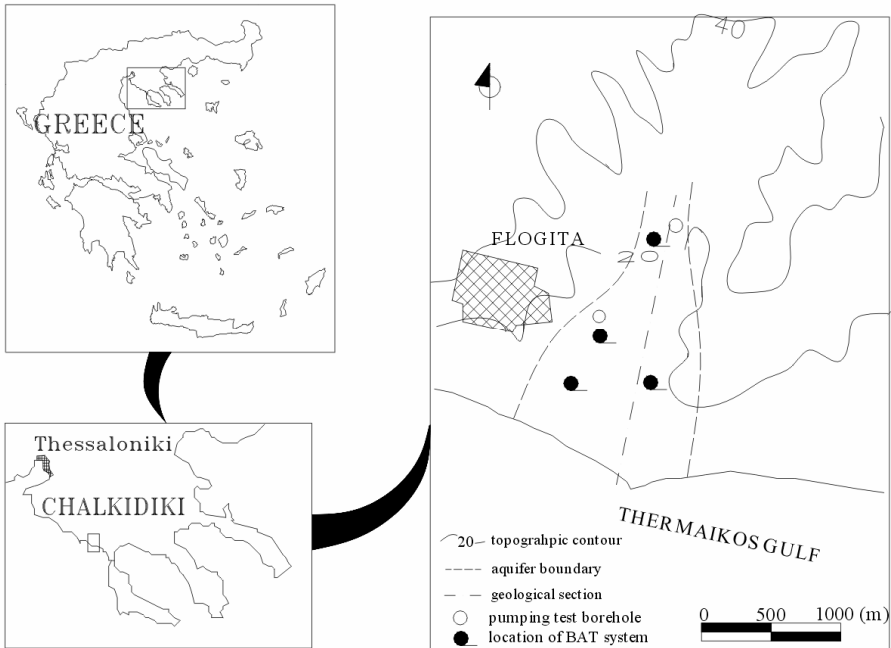 GREECE
Thessaloniki
CHALKIDIKI
40
FLOGITA
20
THERMAIKOS GULF
20 topograhpic contour
aquifer boundary
geological section
pumping test borehole
location of BAT system
0 500 1000 (m)